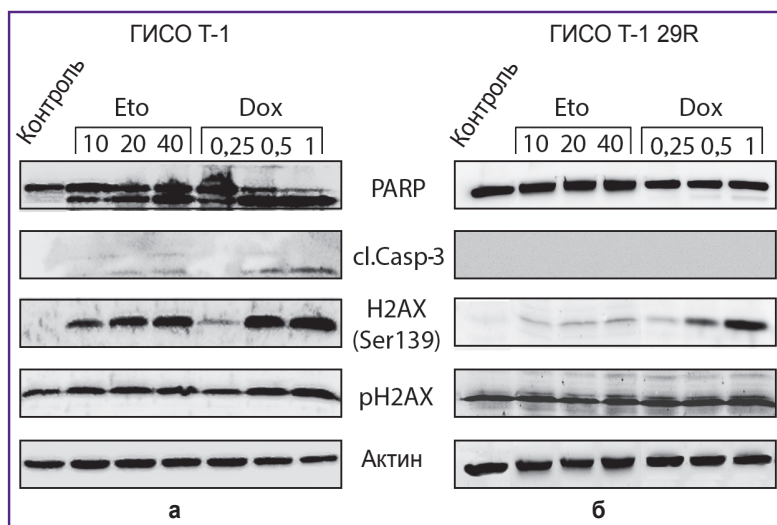 ГИСО Т-1 ГИСО Т-1 29R
Контроль Eto Dox Контроль Eto Dox
10 20 40 0,25 0,5 1 10 20 40 0,25 0,5 1
PARP
cl.Casp-3
H2AX
(Ser139)
pH2AX
Актин
а б